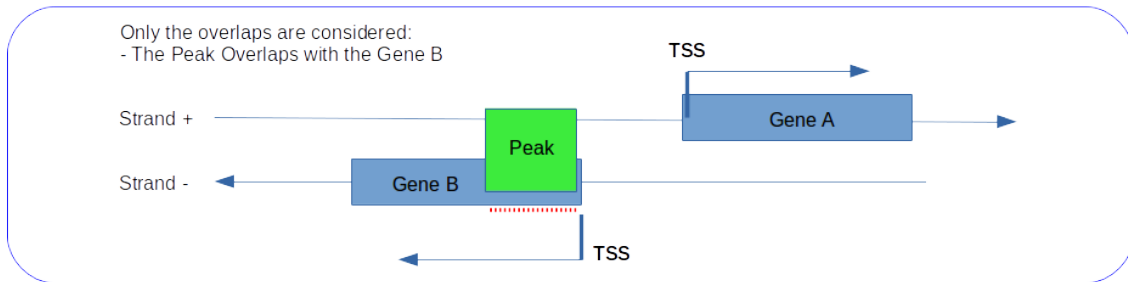 Only the overlaps are considered:
- The Peak Overlaps with the Gene B
TSS
Strand +
Gene A
Peak
Strand -
Gene B
TSS